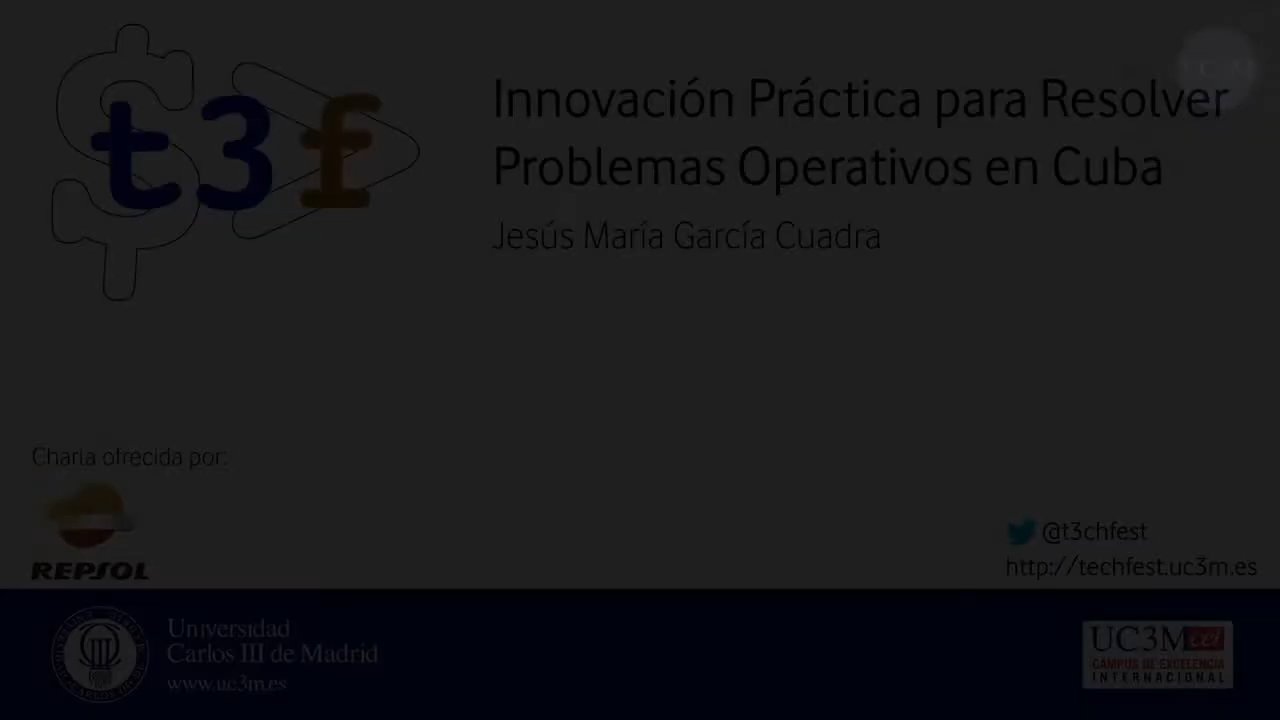 t3f
Innovación Práctica para Resolver
Problemas Operativos en Cuba
Jesús María García Cuadra
Charla ofrecida por:
REPSOL
@t3chfest
http://techfest.uc3m.es
Universidad
Carlos III de Madrid
www.uc3m.es
UC3M cei
CAMPUS DE EXCELENCIA
INTERNACIONAL